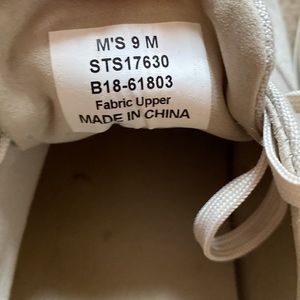 M'S 9 M
STS17630
B18-61803
Fabric Upper
MADE IN CHINA